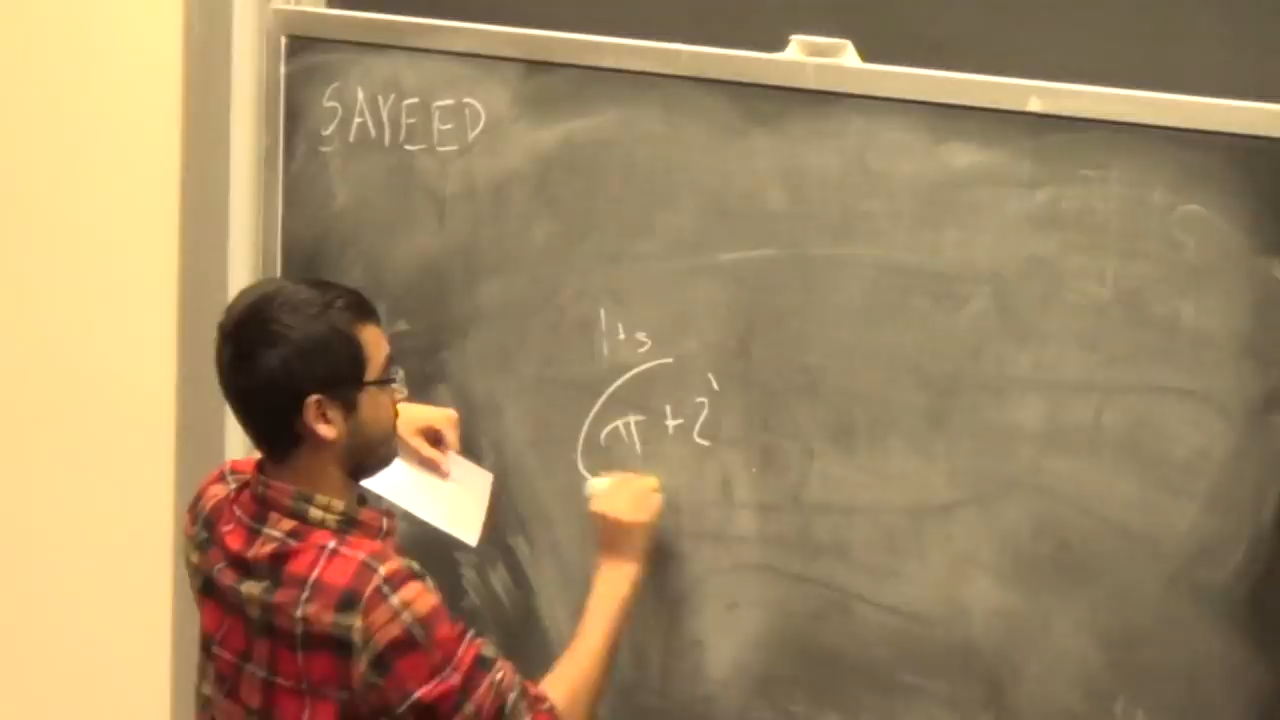 SAYEED
1+s
π + 2